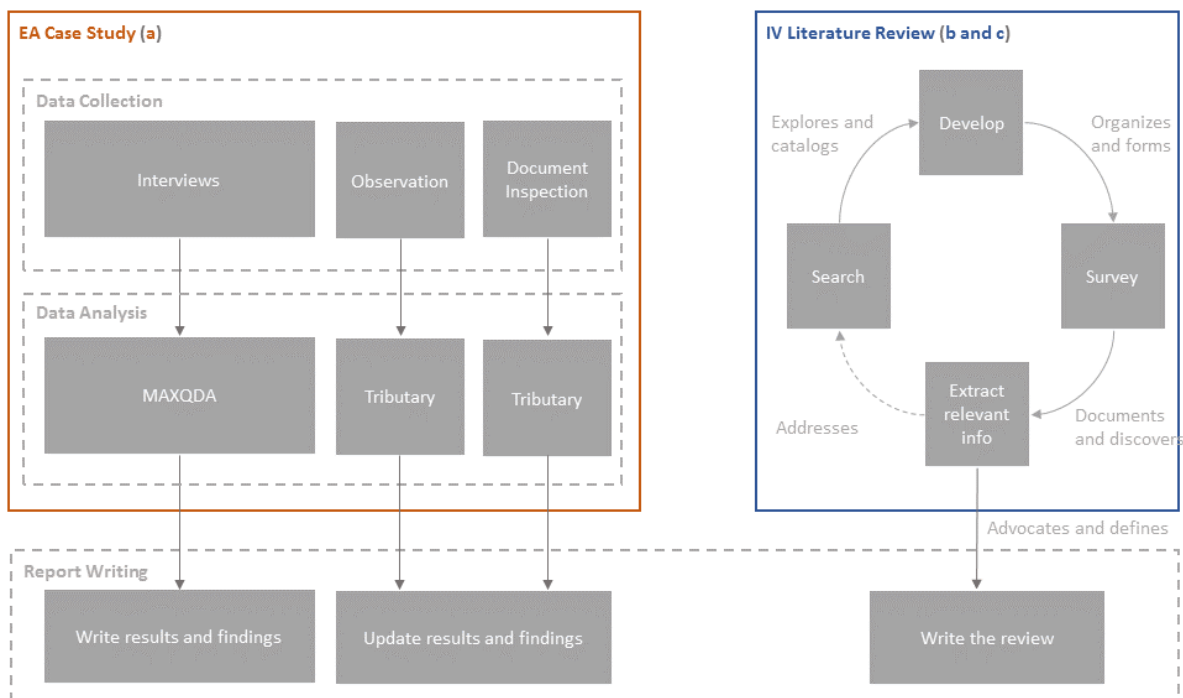 EA Case Study (a)
Data Collection
Interviews
Observation
Document
Inspection
Data Analysis
MAXQDA
Tributary
Tributary
IV Literature Review (b and c)
Explores and
catalogs
Develop
Organizes
and forms
Search
Survey
Extract
relevant
info
Addresses
Documents
and discovers
Advocates and defines
Report Writing
Write results and findings
Update results and findings
Write the review